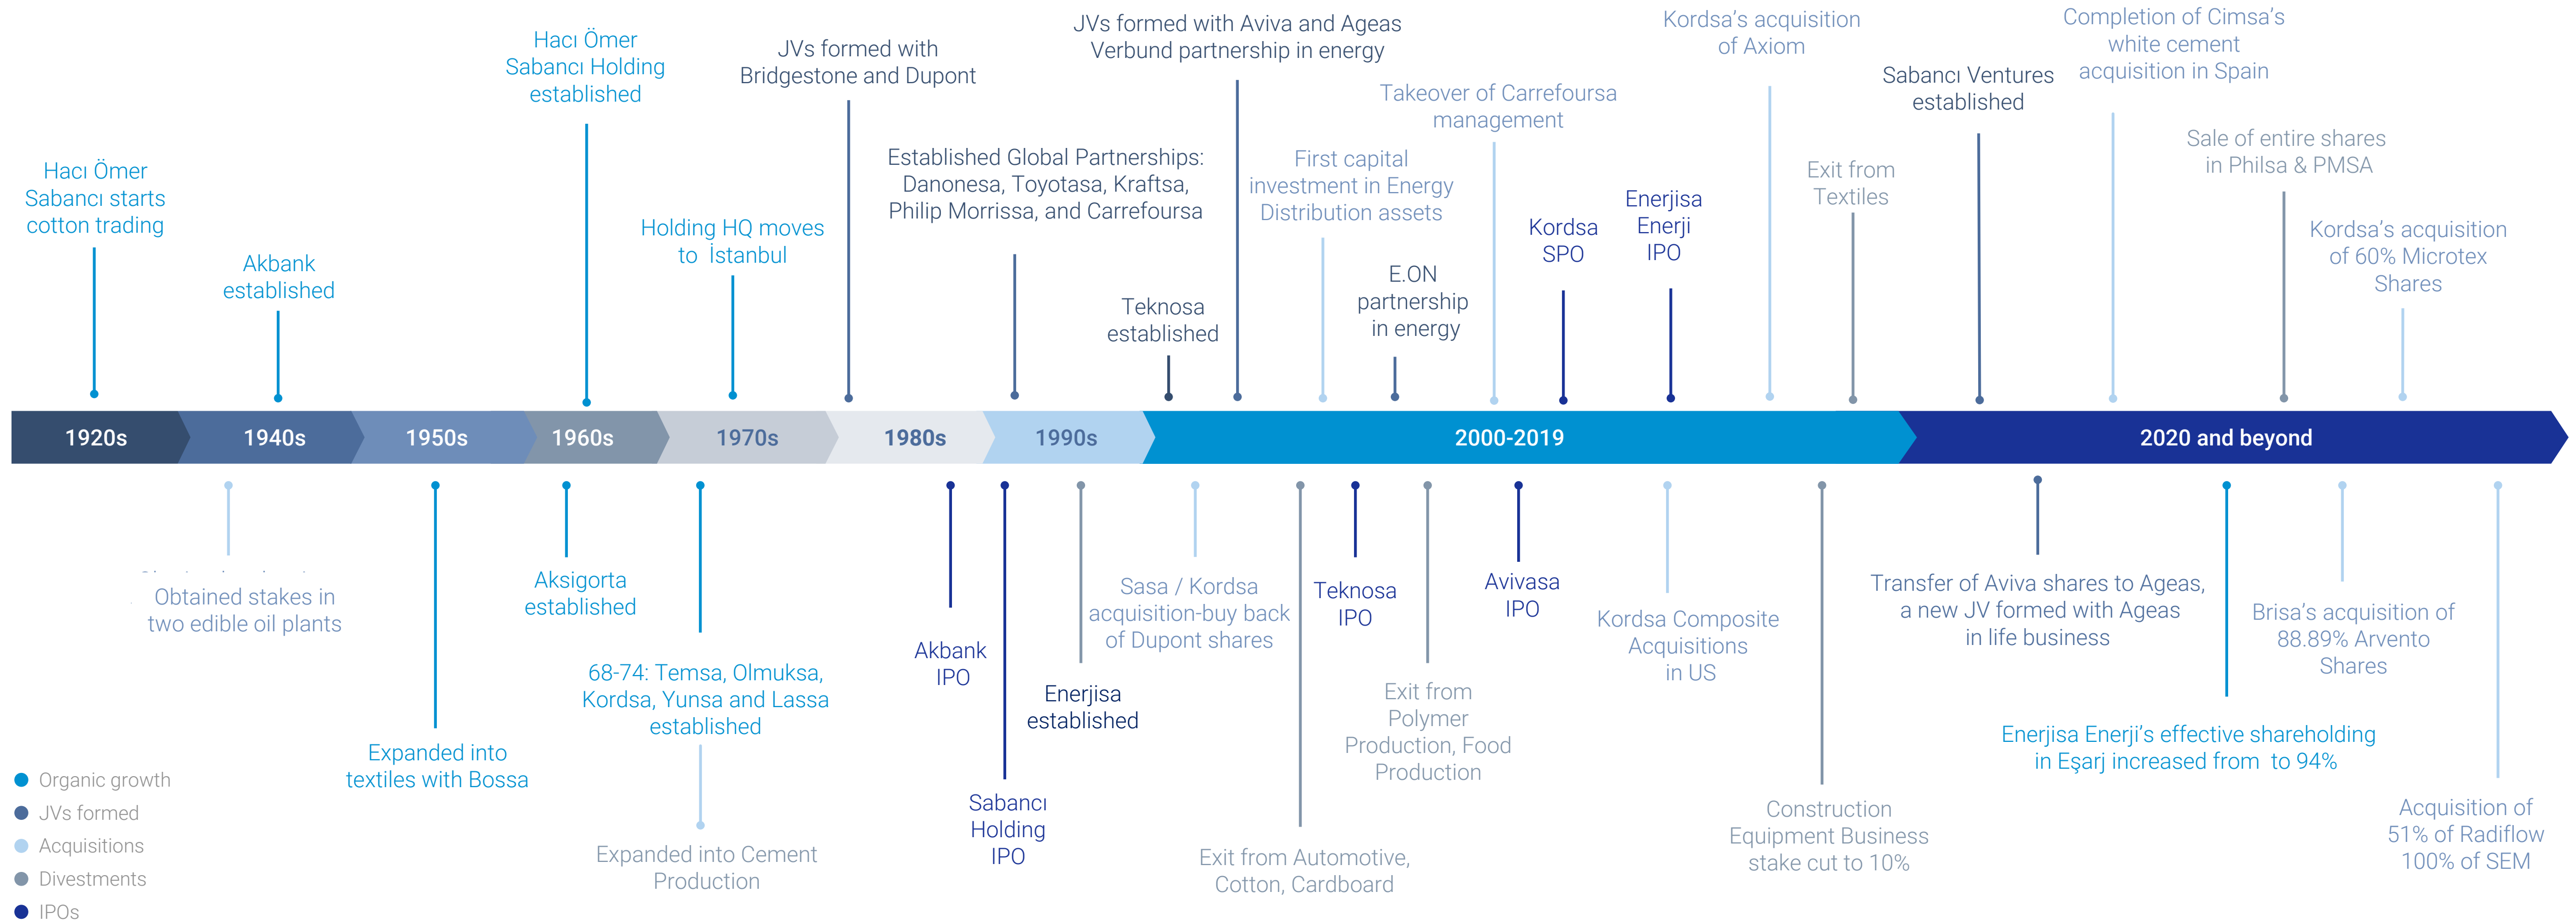 Hacı Ömer
Sabancı starts
cotton trading
Akbank
established
Hacı Ömer
Sabancı Holding
established
Holding HQ moves
to İstanbul
JVs formed with
Bridgestone and Dupont
Established Global Partnerships:
Danonesa, Toyotasa, Kraftsa,
Philip Morrissa, and Carrefoursa
JVs formed with Aviva and Ageas
Verbund partnership in energy
Teknosa
established
First capital
investment in Energy
Distribution assets
Takeover of Carrefoursa
management
E.ON
partnership
in energy
Kordsa
SPO
Enerjisa
Enerji
IPO
Kordsa's acquisition
of Axiom
Exit from
Textiles
Sabancı Ventures
established
Completion of Cimsa's
white cement
acquisition in Spain
Sale of entire shares
in Philsa & PMSA
Kordsa's acquisition
of 60% Microtex
Shares
1920s
1940s
1950s
1960s
1970s
1980s
1990s
2000-2019
2020 and beyond
Obtained stakes in
two edible oil plants
Expanded into
textiles with Bossa
Aksigorta
established
68-74: Temsa, Olmuksa,
Kordsa, Yunsa and Lassa
established
Expanded into Cement
Production
Akbank
IPO
Sabancı
Holding
IPO
Enerjisa
established
Sasa / Kordsa
acquisition-buy back
of Dupont shares
Exit from Automotive,
Cotton, Cardboard
Teknosa
IPO
Exit from
Polymer
Production, Food
Production
Avivasa
IPO
Kordsa Composite
Acquisitions
in US
Construction
Equipment Business
stake cut to 10%
Transfer of Aviva shares to Ageas,
a new JV formed with Ageas
in life business
Enerjisa Enerji's effective shareholding
in Eşarj increased from to 94%
Brisa's acquisition of
88.89% Arvento
Shares
Acquisition of
51% of Radiflow
100% of SEM
Organic growth
JVs formed
Acquisitions
Divestments
IPOs